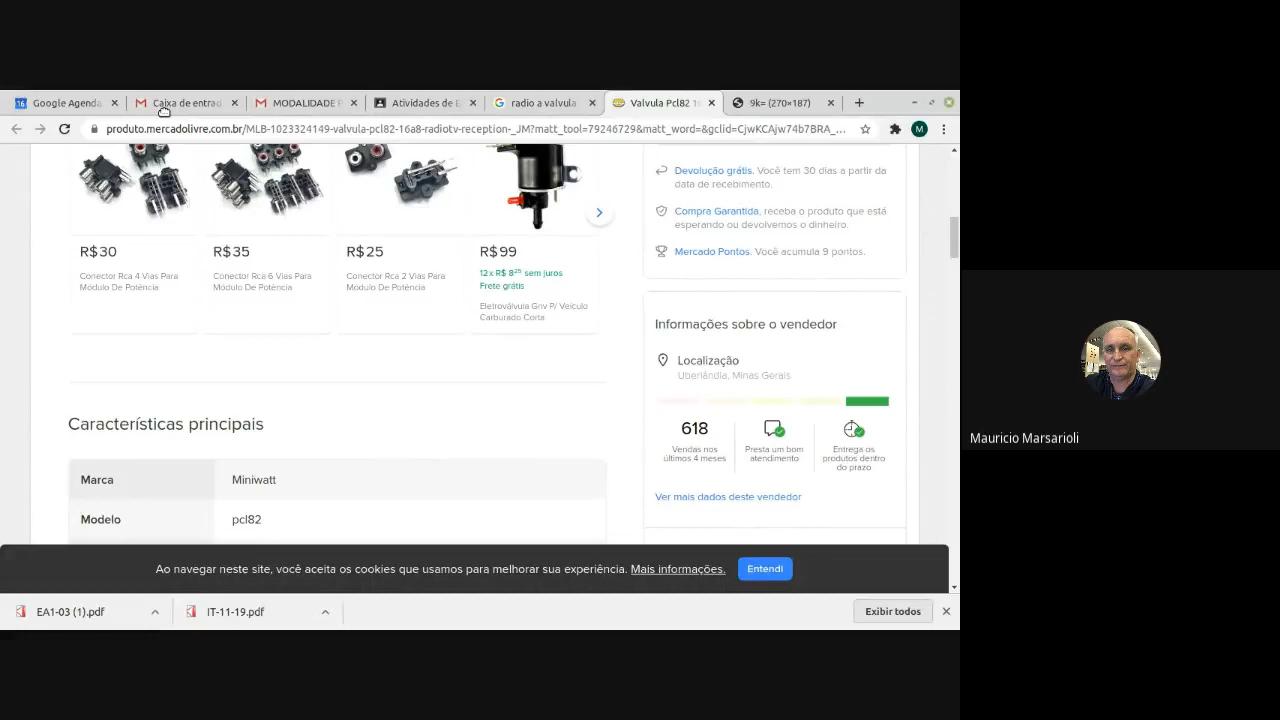 16 Google Agenda
Caixa de entrad
MODALIDADE P
Atividades de E
radio a valvula
Valvula Pcl82 16
9k= (270×187)
produto.mercadolivre.com.br/MLB-1023324149-valvula-pcl82-16a8-radiotv-reception-_JM?matt_tool=79246729&matt_word=&gclid=CjwKCAjw74b7BRA_...
M
R$30
Conector Rca 4 Vias Para
Módulo De Potência
R$35
Conector Rca 6 Vias Para
Módulo De Potência
R$25
Conector Rca 2 Vias Para
Módulo De Potência
R$99
12x R$ 8²⁵ sem juros
Frete grátis
Eletroválvura Gnv P/ Veículo
Carburado Corta
Devolução grátis. Você tem 30 dias a partir da
data de recebimento.
Compra Garantida, receba o produto que está
esperando ou devolvemos o dinheiro.
Mercado Pontos. Você acumula 9 pontos.
Informações sobre o vendedor
Localização
Uberlândia, Minas Gerais
618
Vendas nos
últimos 4 meses
Presta um bom
atendimento
Entrega os
produtos dentro
do prazo
Ver mais dados deste vendedor
Características principais
Marca Miniwatt
Modelo pcl82
Ao navegar neste site, você aceita os cookies que usamos para melhorar sua experiência. Mais informações.
Entendi
EA1-03 (1).pdf
IT-11-19.pdf
Exibir todos
Mauricio Marsarioli